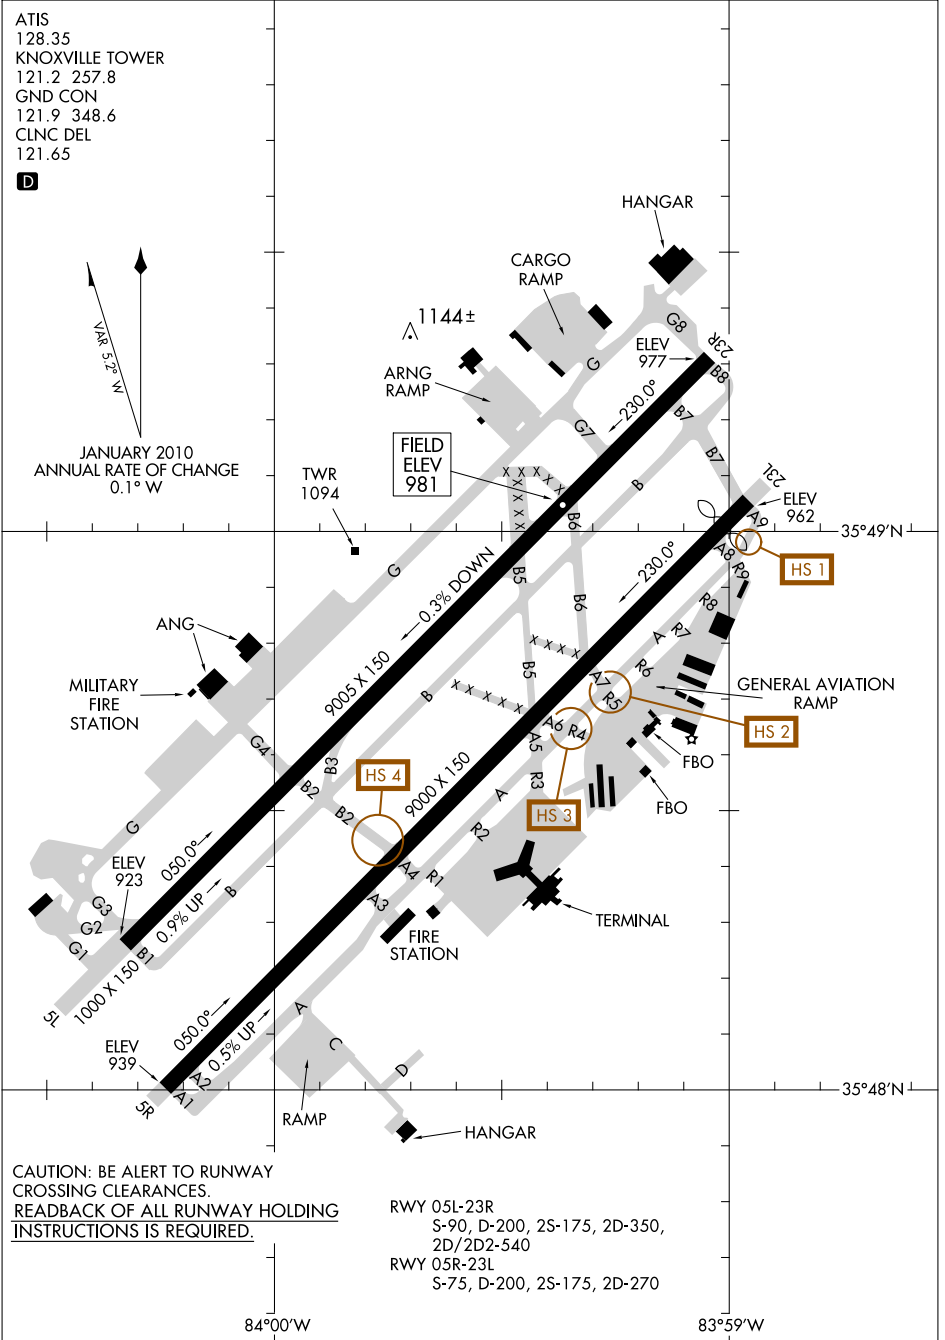 ATIS
128.35
KNOXVILLE TOWER
121.2 257.8
GND CON
121.9 348.6
CLNC DEL
121.65
D
VAR 5.2° W
JANUARY 2010
ANNUAL RATE OF CHANGE
0.1° W
HANGAR
CARGO
RAMP
1144±
ARNG
RAMP
G8
G
23R
ELEV
977
B8
230.0°
G7
B7
B7
FIELD
ELEV
981
TWR
1094
B
23L
ELEV
962
A9
35°49'N
X X X X X X
X X X X
B6
A8
R9
HS 1
G
0.3% DOWN
B5
B6
230.0°
R8
R7
A
ANG
X X X X
B5
R6
MILITARY
FIRE
STATION
9005 X 150
B
X X X X X
A7
R5
GENERAL AVIATION
RAMP
HS 2
G4
A6
R4
A5
FBO
B3
HS 4
B2
9000 X 150
R3
FBO
B2
A
HS 3
G
R2
ELEV
923
050.0°
A4
R1
G3
B
A3
TERMINAL
G2
0.9% UP
FIRE
STATION
G1
B1
1000 X 150
5L
A
050.0°
0.5% UP
C
ELEV
939
D
A2
A1
35°48'N
5R
RAMP
HANGAR
CAUTION: BE ALERT TO RUNWAY
CROSSING CLEARANCES.
READBACK OF ALL RUNWAY HOLDING
INSTRUCTIONS IS REQUIRED.
RWY 05L-23R
S-90, D-200, 2S-175, 2D-350,
2D/2D2-540
RWY 05R-23L
S-75, D-200, 2S-175, 2D-270
84°00'W
83°59'W